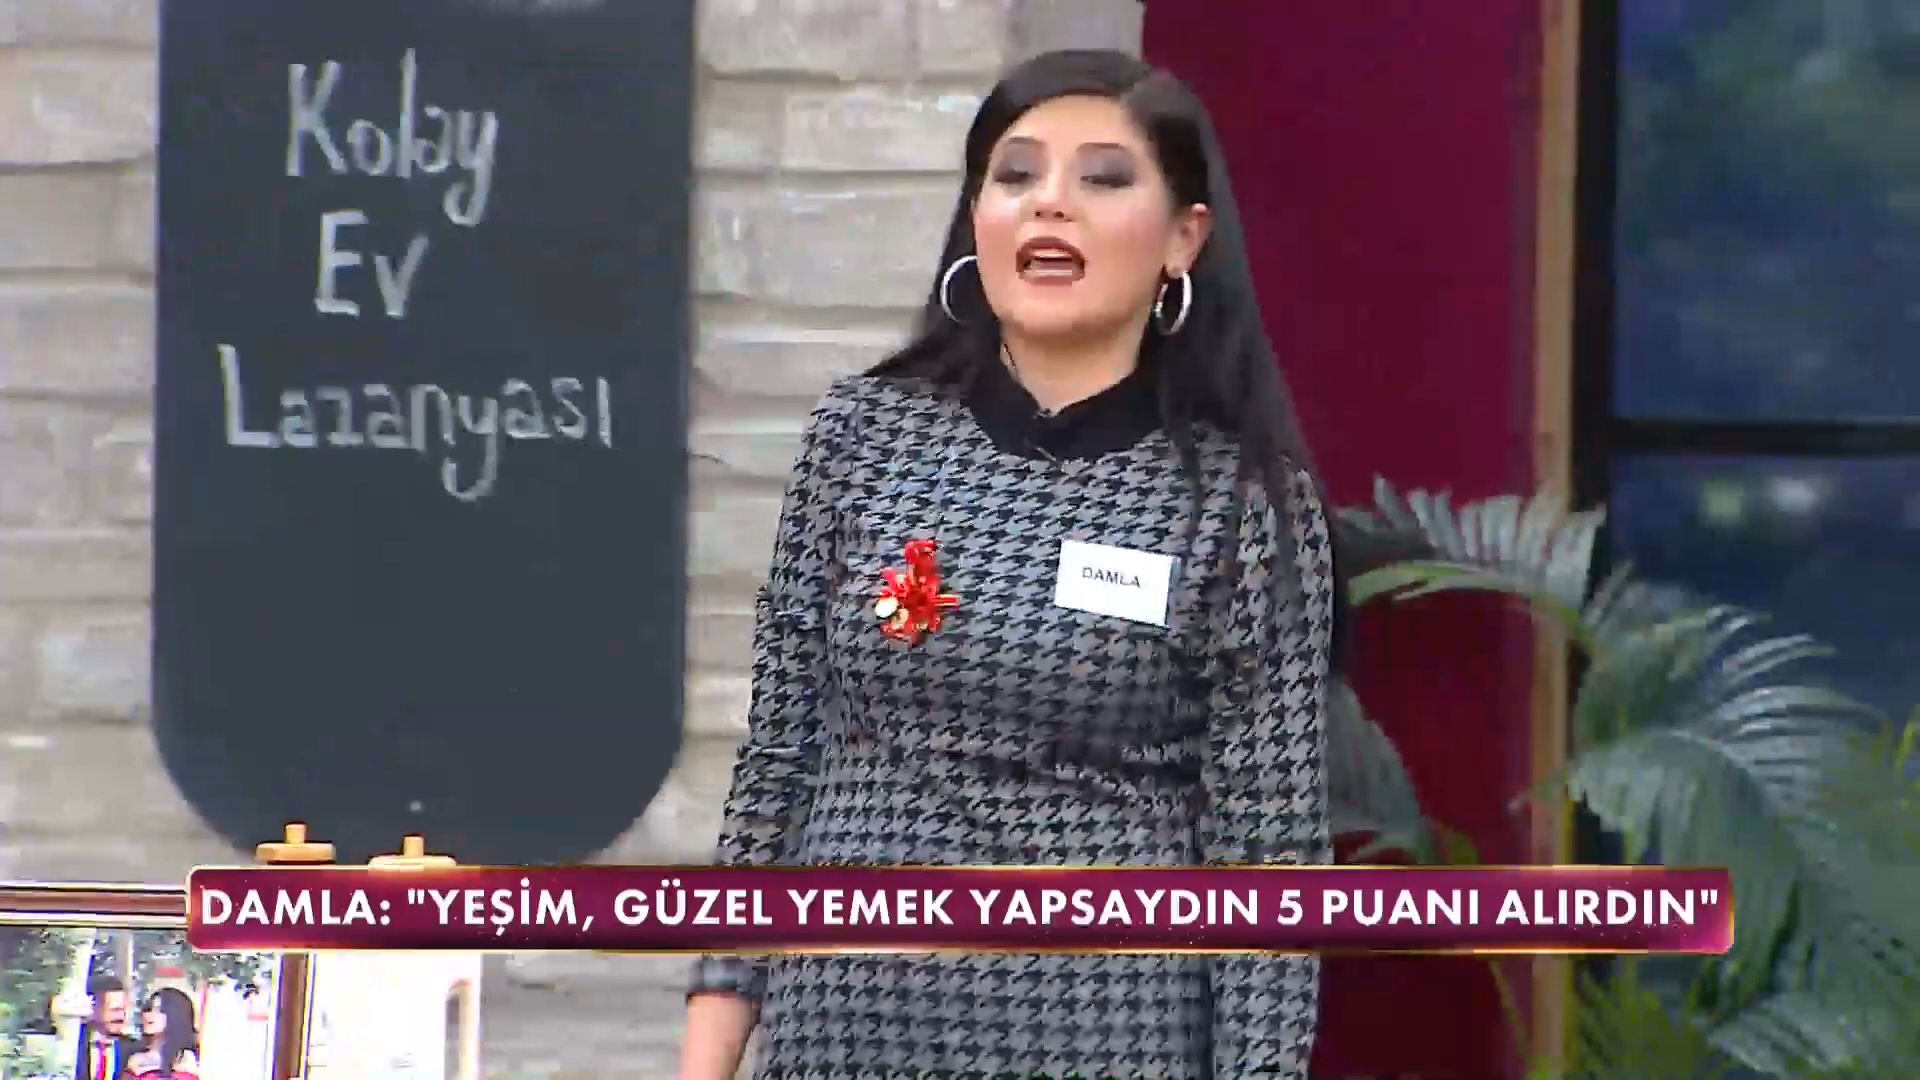 Kolay
Ev
Lazanyası
DAMLA
DAMLA: "YEŞİM, GÜZEL YEMEK YAPSAYDIN 5 PUANI ALIRDIN"